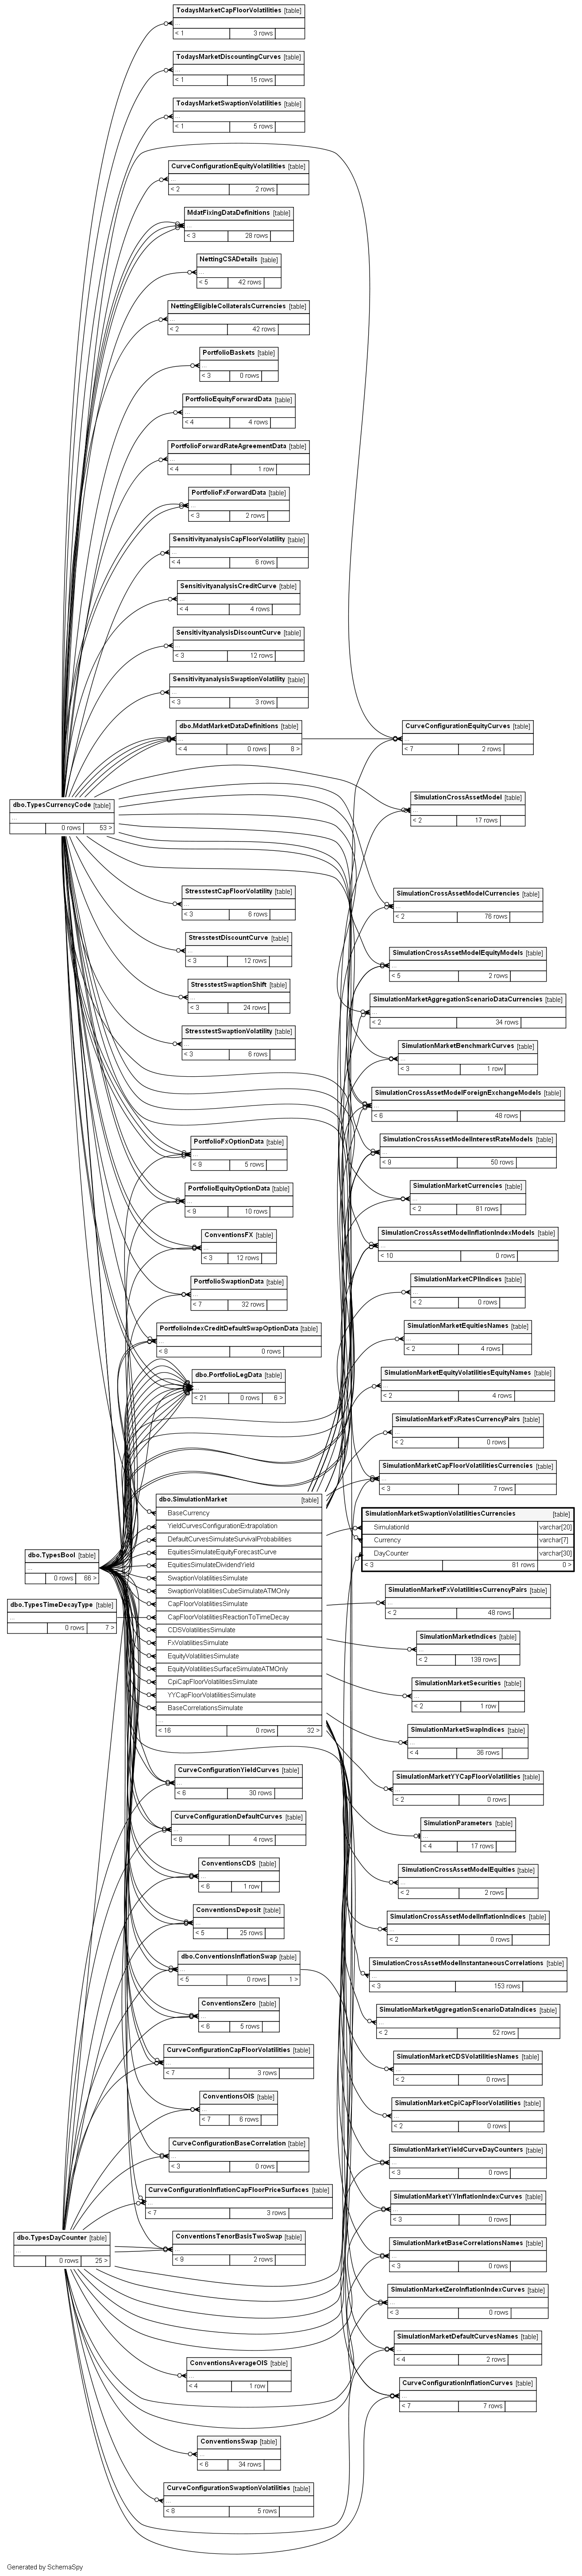 TodaysMarketCapFloorVolatilities [table]
...
< 1 3 rows
TodaysMarketDiscountingCurves [table]
...
< 1 15 rows
TodaysMarketSwaptionVolatilities [table]
...
< 1 5 rows
CurveConfigurationEquityVolatilities [table]
...
< 2 2 rows
MdatFixingDataDefinitions [table]
...
< 3 28 rows
NettingCSADetails [table]
...
< 5 42 rows
NettingEligibleCollateralsCurrencies [table]
...
< 2 42 rows
PortfolioBaskets [table]
...
< 3 0 rows
PortfolioEquityForwardData [table]
...
< 4 4 rows
PortfolioForwardRateAgreementData [table]
...
< 4 1 row
PortfolioFxForwardData [table]
...
< 3 2 rows
SensitivityanalysisCapFloorVolatility [table]
...
< 4 6 rows
SensitivityanalysisCreditCurve [table]
...
< 4 4 rows
SensitivityanalysisDiscountCurve [table]
...
< 3 12 rows
SensitivityanalysisSwaptionVolatility [table]
...
< 3 3 rows
dbo.MdatMarketDataDefinitions [table]
...
< 4 0 rows 8 >
CurveConfigurationEquityCurves [table]
...
< 7 2 rows
dbo.TypesCurrencyCode [table]
...
0 rows 53 >
SimulationCrossAssetModel [table]
...
< 2 17 rows
StresstestCapFloorVolatility [table]
...
< 3 6 rows
SimulationCrossAssetModelCurrencies [table]
...
< 2 76 rows
StresstestDiscountCurve [table]
...
< 3 12 rows
SimulationCrossAssetModelEquityModels [table]
...
< 5 2 rows
StresstestSwaptionShift [table]
...
< 3 24 rows
SimulationMarketAggregationScenarioDataCurrencies [table]
...
< 2 34 rows
StresstestSwaptionVolatility [table]
...
< 3 6 rows
SimulationMarketBenchmarkCurves [table]
...
< 3 1 row
SimulationCrossAssetModelForeignExchangeModels [table]
...
< 6 48 rows
PortfolioFxOptionData [table]
...
< 9 5 rows
SimulationCrossAssetModelInterestRateModels [table]
...
< 9 50 rows
PortfolioEquityOptionData [table]
...
< 9 10 rows
SimulationMarketCurrencies [table]
...
< 2 81 rows
ConventionsFX [table]
...
< 3 12 rows
SimulationCrossAssetModelInflationIndexModels [table]
...
< 10 0 rows
PortfolioSwaptionData [table]
...
< 7 32 rows
SimulationMarketCPIIndices [table]
...
< 2 0 rows
PortfolioIndexCreditDefaultSwapOptionData [table]
...
< 8 0 rows
SimulationMarketEquitiesNames [table]
...
< 2 4 rows
dbo.PortfolioLegData [table]
...
< 21 0 rows 6 >
SimulationMarketEquityVolatilitiesEquityNames [table]
...
< 2 4 rows
SimulationMarketFxRatesCurrencyPairs [table]
...
< 2 0 rows
SimulationMarketCapFloorVolatilitiesCurrencies [table]
...
< 3 7 rows
dbo.SimulationMarket [table]
BaseCurrency
YieldCurvesConfigurationExtrapolation
DefaultCurvesSimulateSurvivalProbabilities
EquitiesSimulateEquityForecastCurve
EquitiesSimulateDividendYield
SwaptionVolatilitiesSimulate
SwaptionVolatilitiesCubeSimulateATMOnly
CapFloorVolatilitiesSimulate
CapFloorVolatilitiesReactionToTimeDecay
CDSVolatilitiesSimulate
FxVolatilitiesSimulate
EquityVolatilitiesSimulate
EquityVolatilitiesSurfaceSimulateATMOnly
CpiCapFloorVolatilitiesSimulate
YYCapFloorVolatilitiesSimulate
BaseCorrelationsSimulate
...
< 16 0 rows 32 >
SimulationMarketSwaptionVolatilitiesCurrencies [table]
SimulationId varchar[20]
Currency varchar[7]
DayCounter varchar[30]
< 3 81 rows 0 >
dbo.TypesBool [table]
...
0 rows 66 >
dbo.TypesTimeDecayType [table]
...
0 rows 7 >
SimulationMarketFxVolatilitiesCurrencyPairs [table]
...
< 2 48 rows
SimulationMarketIndices [table]
...
< 2 139 rows
SimulationMarketSecurities [table]
...
< 2 1 row
SimulationMarketSwapIndices [table]
...
< 4 36 rows
CurveConfigurationYieldCurves [table]
...
< 6 30 rows
SimulationMarketYYCapFloorVolatilities [table]
...
< 2 0 rows
CurveConfigurationDefaultCurves [table]
...
< 8 4 rows
SimulationParameters [table]
...
< 4 17 rows
ConventionsCDS [table]
...
< 6 1 row
SimulationCrossAssetModelEquities [table]
...
< 2 2 rows
ConventionsDeposit [table]
...
< 5 25 rows
SimulationCrossAssetModelInflationIndices [table]
...
< 2 0 rows
dbo.ConventionsInflationSwap [table]
...
< 5 0 rows 1 >
SimulationCrossAssetModelInstantaneousCorrelations [table]
...
< 3 153 rows
ConventionsZero [table]
...
< 6 5 rows
SimulationMarketAggregationScenarioDataIndices [table]
...
< 2 52 rows
CurveConfigurationCapFloorVolatilities [table]
...
< 7 3 rows
SimulationMarketCDSVolatilitiesNames [table]
...
< 2 0 rows
ConventionsOIS [table]
...
< 7 6 rows
SimulationMarketCpiCapFloorVolatilities [table]
...
< 2 0 rows
CurveConfigurationBaseCorrelation [table]
...
< 3 0 rows
SimulationMarketYieldCurveDayCounters [table]
...
< 3 0 rows
CurveConfigurationInflationCapFloorPriceSurfaces [table]
...
< 7 3 rows
SimulationMarketYYInflationIndexCurves [table]
...
< 3 0 rows
dbo.TypesDayCounter [table]
...
0 rows 25 >
ConventionsTenorBasisTwoSwap [table]
...
< 9 2 rows
SimulationMarketBaseCorrelationsNames [table]
...
< 3 0 rows
SimulationMarketZeroInflationIndexCurves [table]
...
< 3 0 rows
SimulationMarketDefaultCurvesNames [table]
...
< 4 2 rows
ConventionsAverageOIS [table]
...
< 4 1 row
CurveConfigurationInflationCurves [table]
...
< 7 7 rows
ConventionsSwap [table]
...
< 6 34 rows
CurveConfigurationSwaptionVolatilities [table]
...
< 8 5 rows
Generated by SchemaSpy